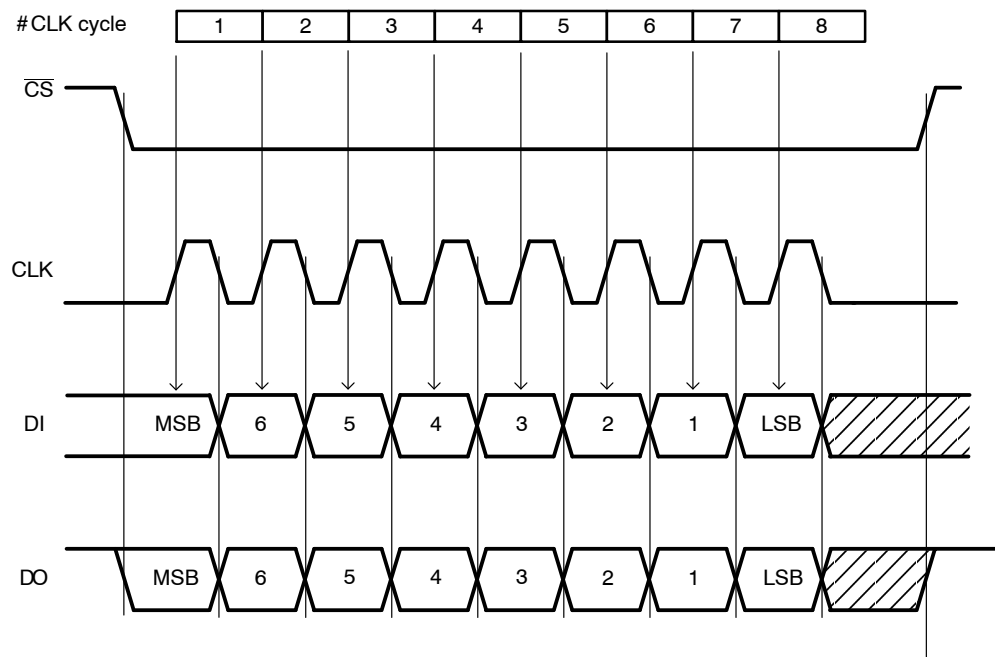 # CLK cycle 1 2 3 4 5 6 7 8
C̅S̅
CLK
DI MSB 6 5 4 3 2 1 LSB
DO MSB 6 5 4 3 2 1 LSB